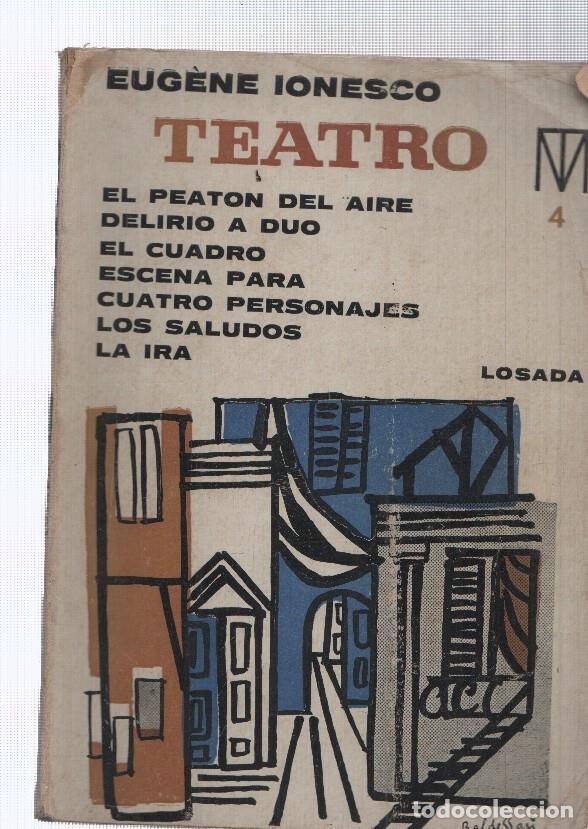 EUGÈNE IONESCO
TEATRO
TM
4
EL PEATON DEL AIRE
DELIRIO A DUO
EL CUADRO
ESCENA PARA
CUATRO PERSONAJES
LOS SALUDOS
LA IRA
LOSADA
todocoleccion